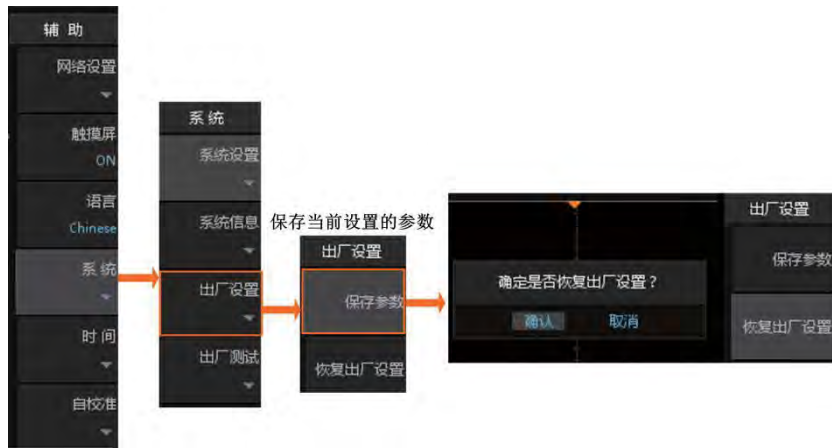 辅 助
网络设置
触摸屏
ON
语言
Chinese
系 统
时 间
自校准
系 统
系统设置
系统信息
出厂设置
出厂测试
保存当前设置的参数
出厂设置
保存参数
恢复出厂设置
确定是否恢复出厂设置？
确认 取消
出厂设置
保存参数
恢复出厂设置